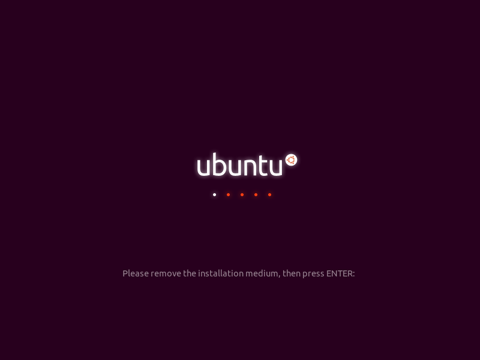 ubuntu
Please remove the installation medium, then press ENTER: